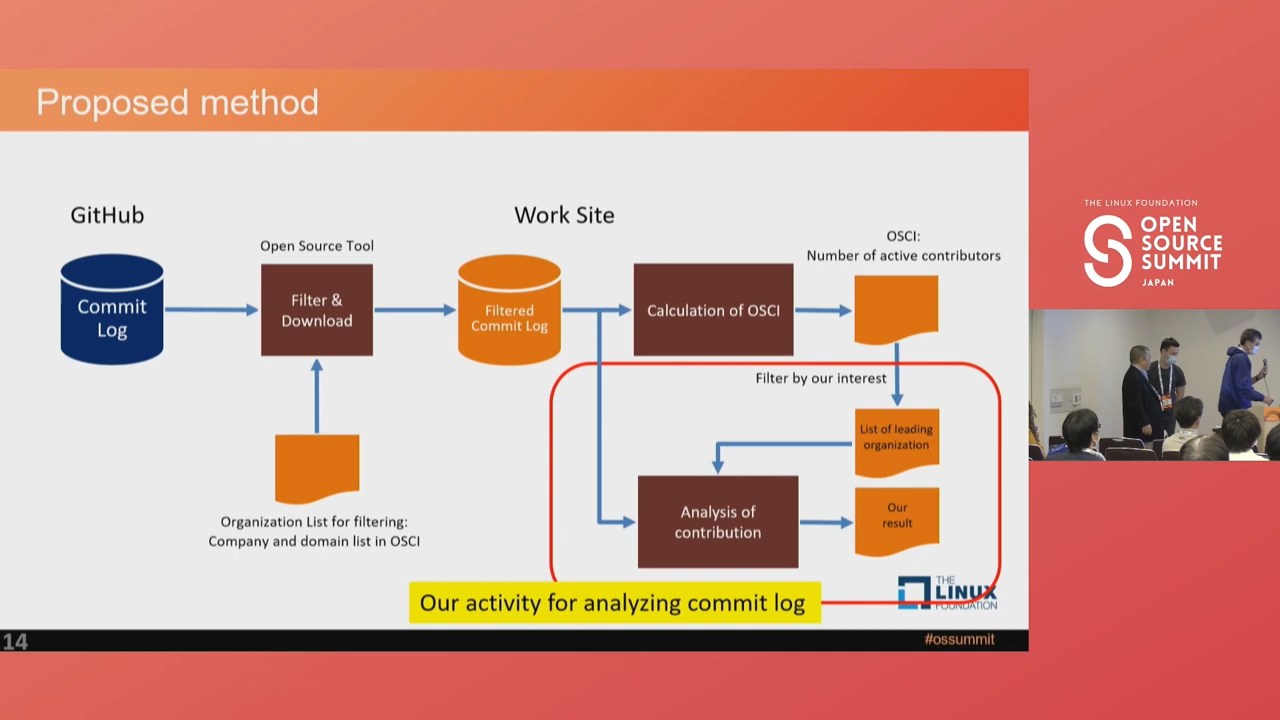 Proposed method
GitHub
Work Site
Open Source Tool
OSCI:
Number of active contributors
Commit
Log
Filter &
Download
Filtered
Commit Log
Calculation of OSCI
Filter by our interest
List of leading
organization
Analysis of
contribution
Our
result
Organization List for filtering:
Company and domain list in OSCI
Our activity for analyzing commit log
THE
LINUX
FOUNDATION
14
#ossummit
THE LINUX FOUNDATION
OPEN
SOURCE
SUMMIT
JAPAN